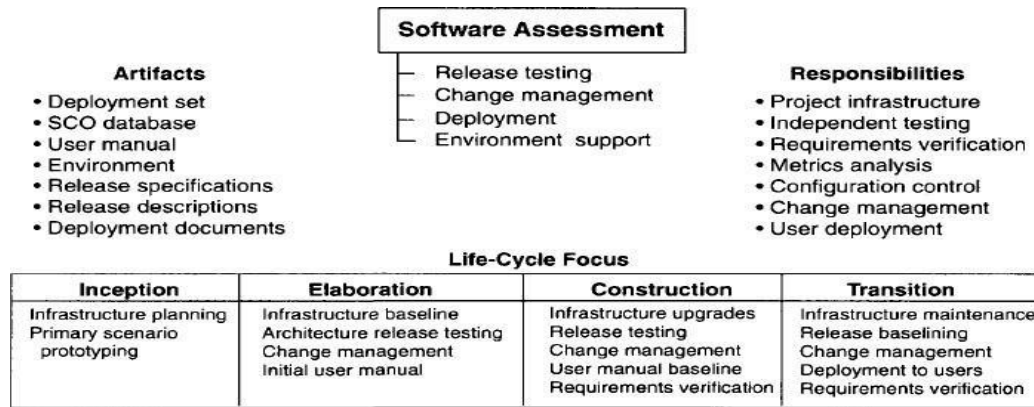 Software Assessment
Release testing
Change management
Deployment
Environment support
Artifacts
• Deployment set
• SCO database
• User manual
• Environment
• Release specifications
• Release descriptions
• Deployment documents
Responsibilities
• Project infrastructure
• Independent testing
• Requirements verification
• Metrics analysis
• Configuration control
• Change management
• User deployment
Life-Cycle Focus
Inception
Infrastructure planning
Primary scenario
prototyping
Elaboration
Infrastructure baseline
Architecture release testing
Change management
Initial user manual
Construction
Infrastructure upgrades
Release testing
Change management
User manual baseline
Requirements verification
Transition
Infrastructure maintenance
Release baselining
Change management
Deployment to users
Requirements verification